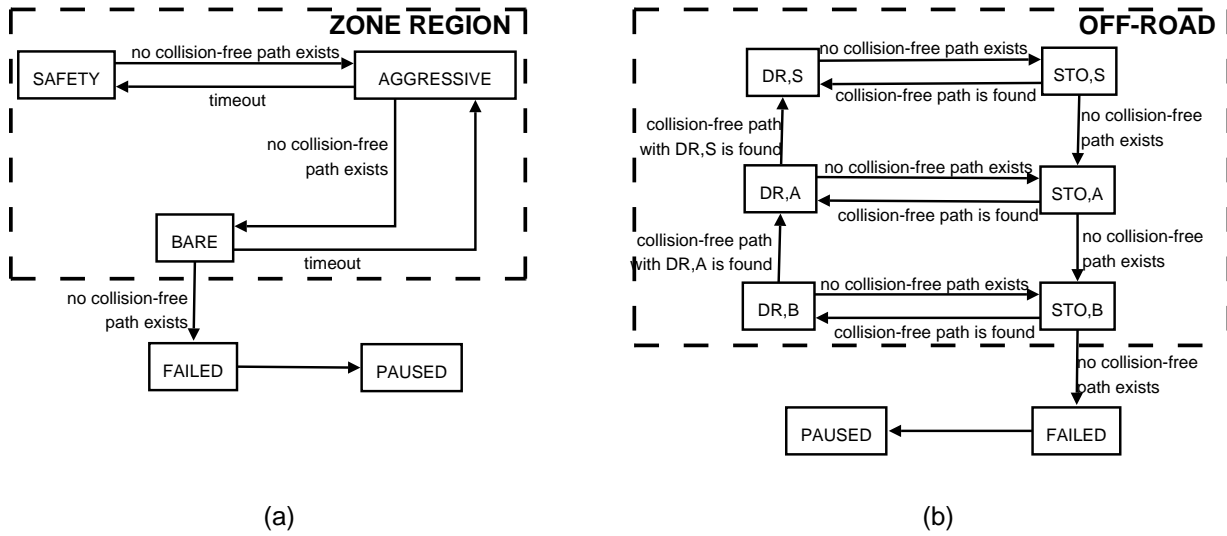 ZONE REGION
no collision-free path exists
SAFETY
AGGRESSIVE
timeout
no collision-free
path exists
BARE
timeout
no collision-free
path exists
FAILED
PAUSED
(a)
OFF-ROAD
no collision-free path exists
DR,S
STO,S
collision-free path is found
collision-free path
with DR,S is found
no collision-free
path exists
no collision-free path exists
DR,A
STO,A
collision-free path is found
collision-free path
with DR,A is found
no collision-free
path exists
no collision-free path exists
DR,B
STO,B
collision-free path is found
no collision-free
path exists
PAUSED
FAILED
(b)